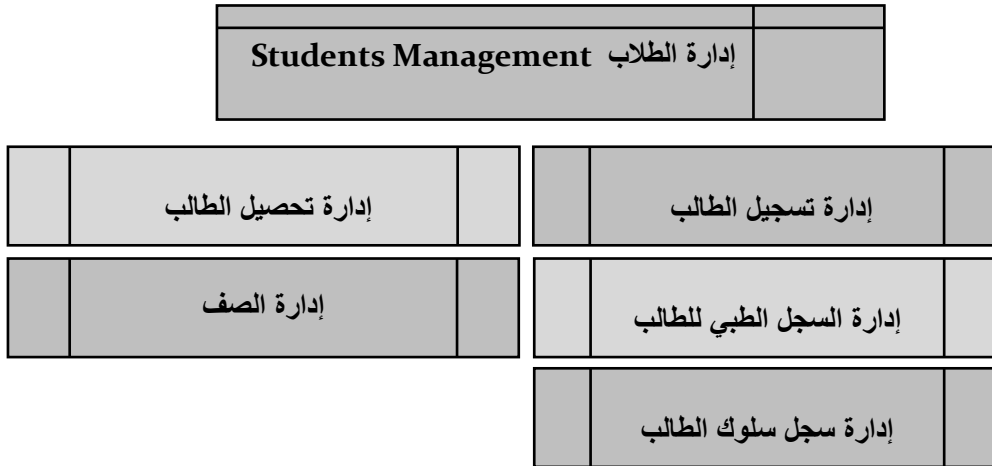 إدارة الطلاب Students Management
إدارة تسجيل الطالب
إدارة تحصيل الطالب
إدارة السجل الطبي للطالب
إدارة الصف
إدارة سجل سلوك الطالب